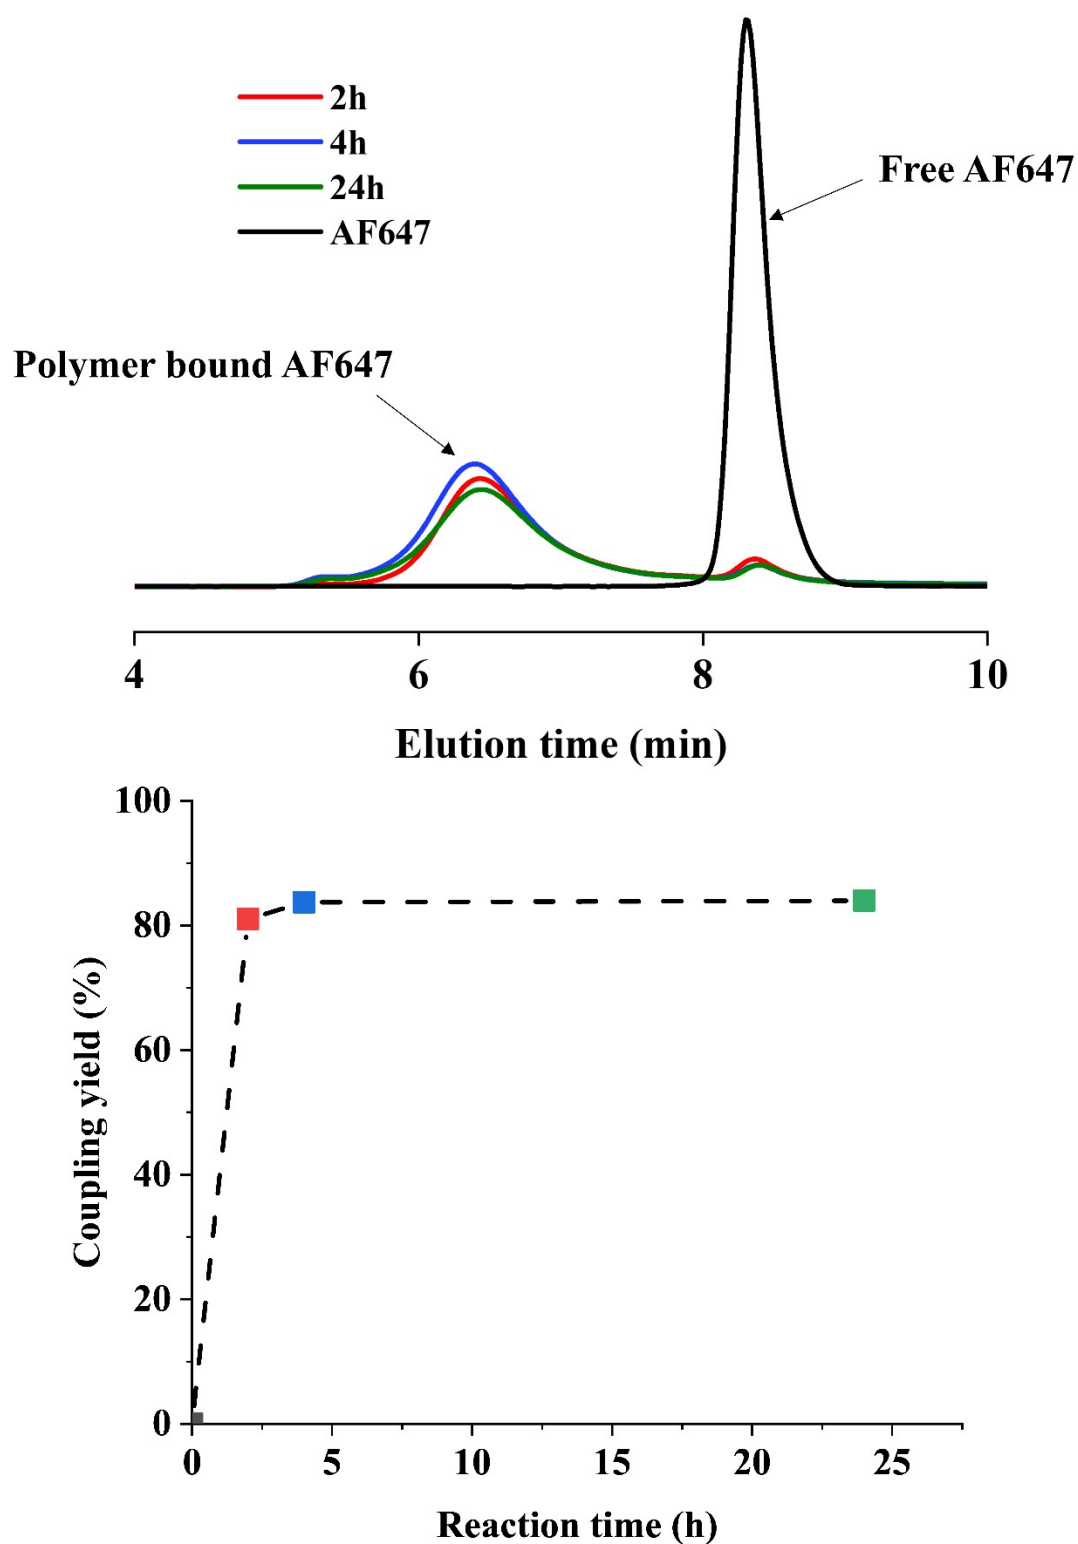 2h
4h
24h
AF647
Free AF647
Polymer bound AF647
4 6 8 10
Elution time (min)
100
80
60
40
20
0
Coupling yield (%)
0 5 10 15 20 25
Reaction time (h)